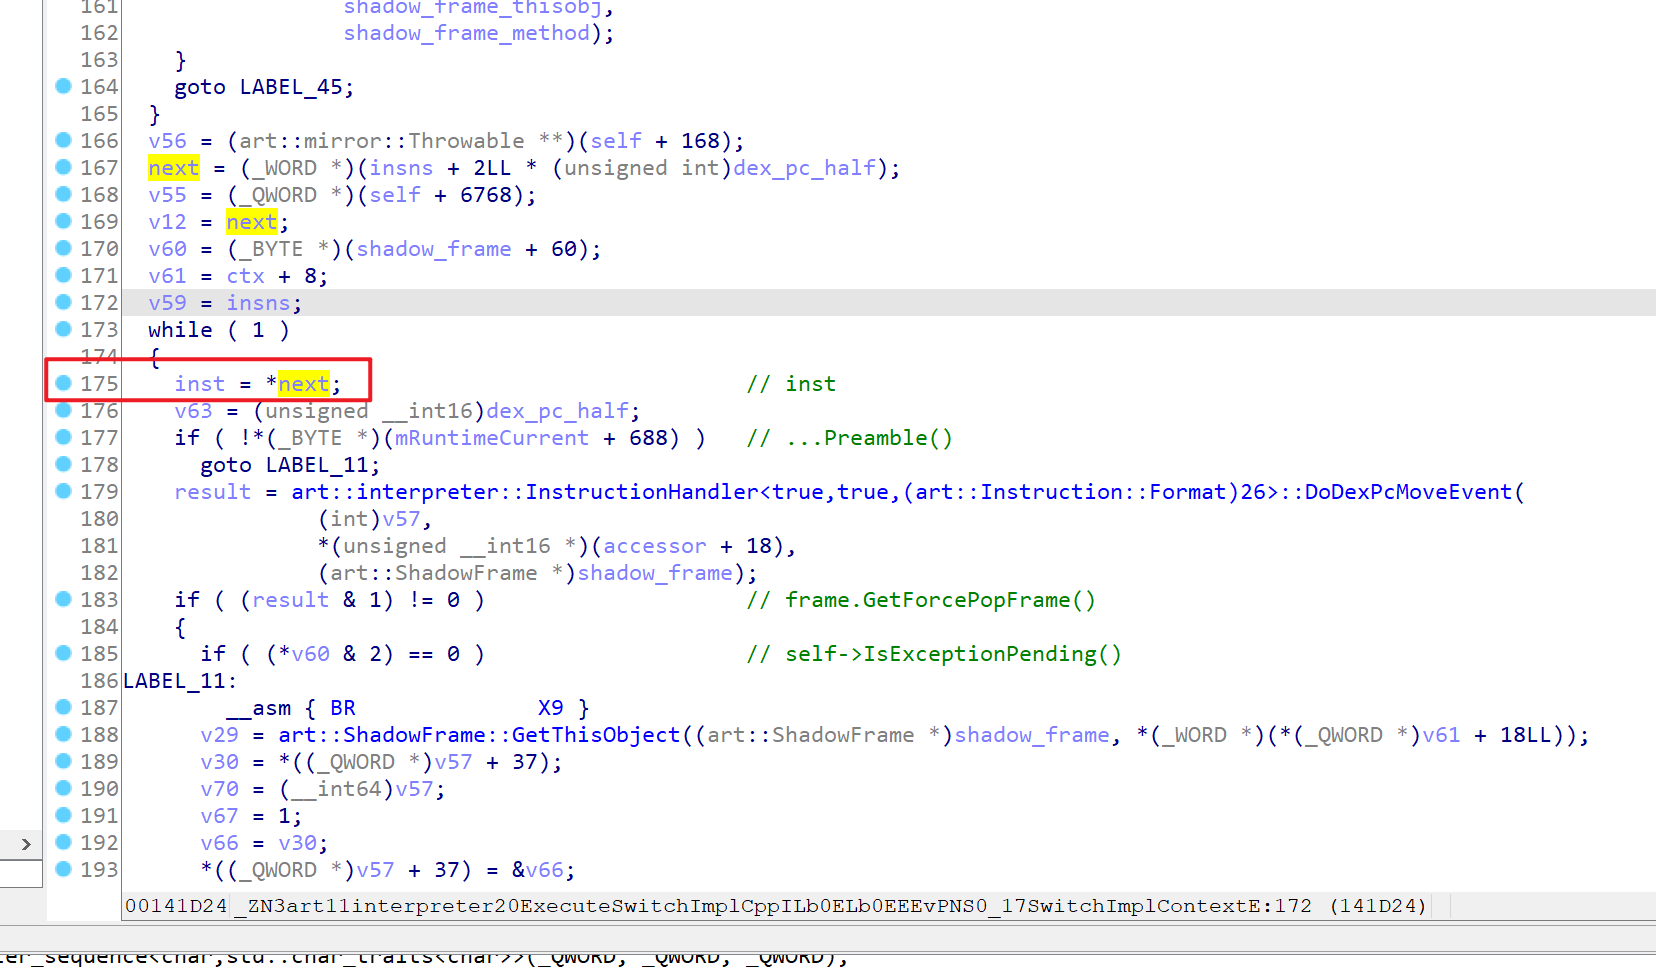 161                 shadow_frame_thisobj,
162                 shadow_frame_method);
163    }
164    goto LABEL_45;
165  }
166  v56 = (art::mirror::Throwable **)(self + 168);
167  next = (_WORD *)(insns + 2LL * (unsigned int)dex_pc_half);
168  v55 = (_QWORD *)(self + 6768);
169  v12 = next;
170  v60 = (_BYTE *)(shadow_frame + 60);
171  v61 = ctx + 8;
172  v59 = insns;
173  while ( 1 )
174  {
175    inst = *next;                               // inst
176    v63 = (unsigned __int16)dex_pc_half;
177    if ( !*(_BYTE *)(mRuntimeCurrent + 688) )   // ...Preamble()
178      goto LABEL_11;
179    result = art::interpreter::InstructionHandler<true,true,(art::Instruction::Format)26>::DoDexPcMoveEvent(
180               (int)v57,
181               *(unsigned __int16 *)(accessor + 18),
182               (art::ShadowFrame *)shadow_frame);
183    if ( (result & 1) != 0 )                    // frame.GetForcePopFrame()
184    {
185      if ( (*v60 & 2) == 0 )                    // self->IsExceptionPending()
186LABEL_11:
187        __asm { BR              X9 }
188      v29 = art::ShadowFrame::GetThisObject((art::ShadowFrame *)shadow_frame, *(_WORD *)(*(_QWORD *)v61 + 18LL));
189      v30 = *((_QWORD *)v57 + 37);
190      v70 = (__int64)v57;
191      v67 = 1;
192      v66 = v30;
193      *((_QWORD *)v57 + 37) = &v66;
00141D24 _ZN3art11interpreter20ExecuteSwitchImplCppILb0ELb0EEEvPNS0_17SwitchImplContextE:172 (141D24)
ter_sequence<char,std::char_traits<char>>(_QWORD, _QWORD, _QWORD);